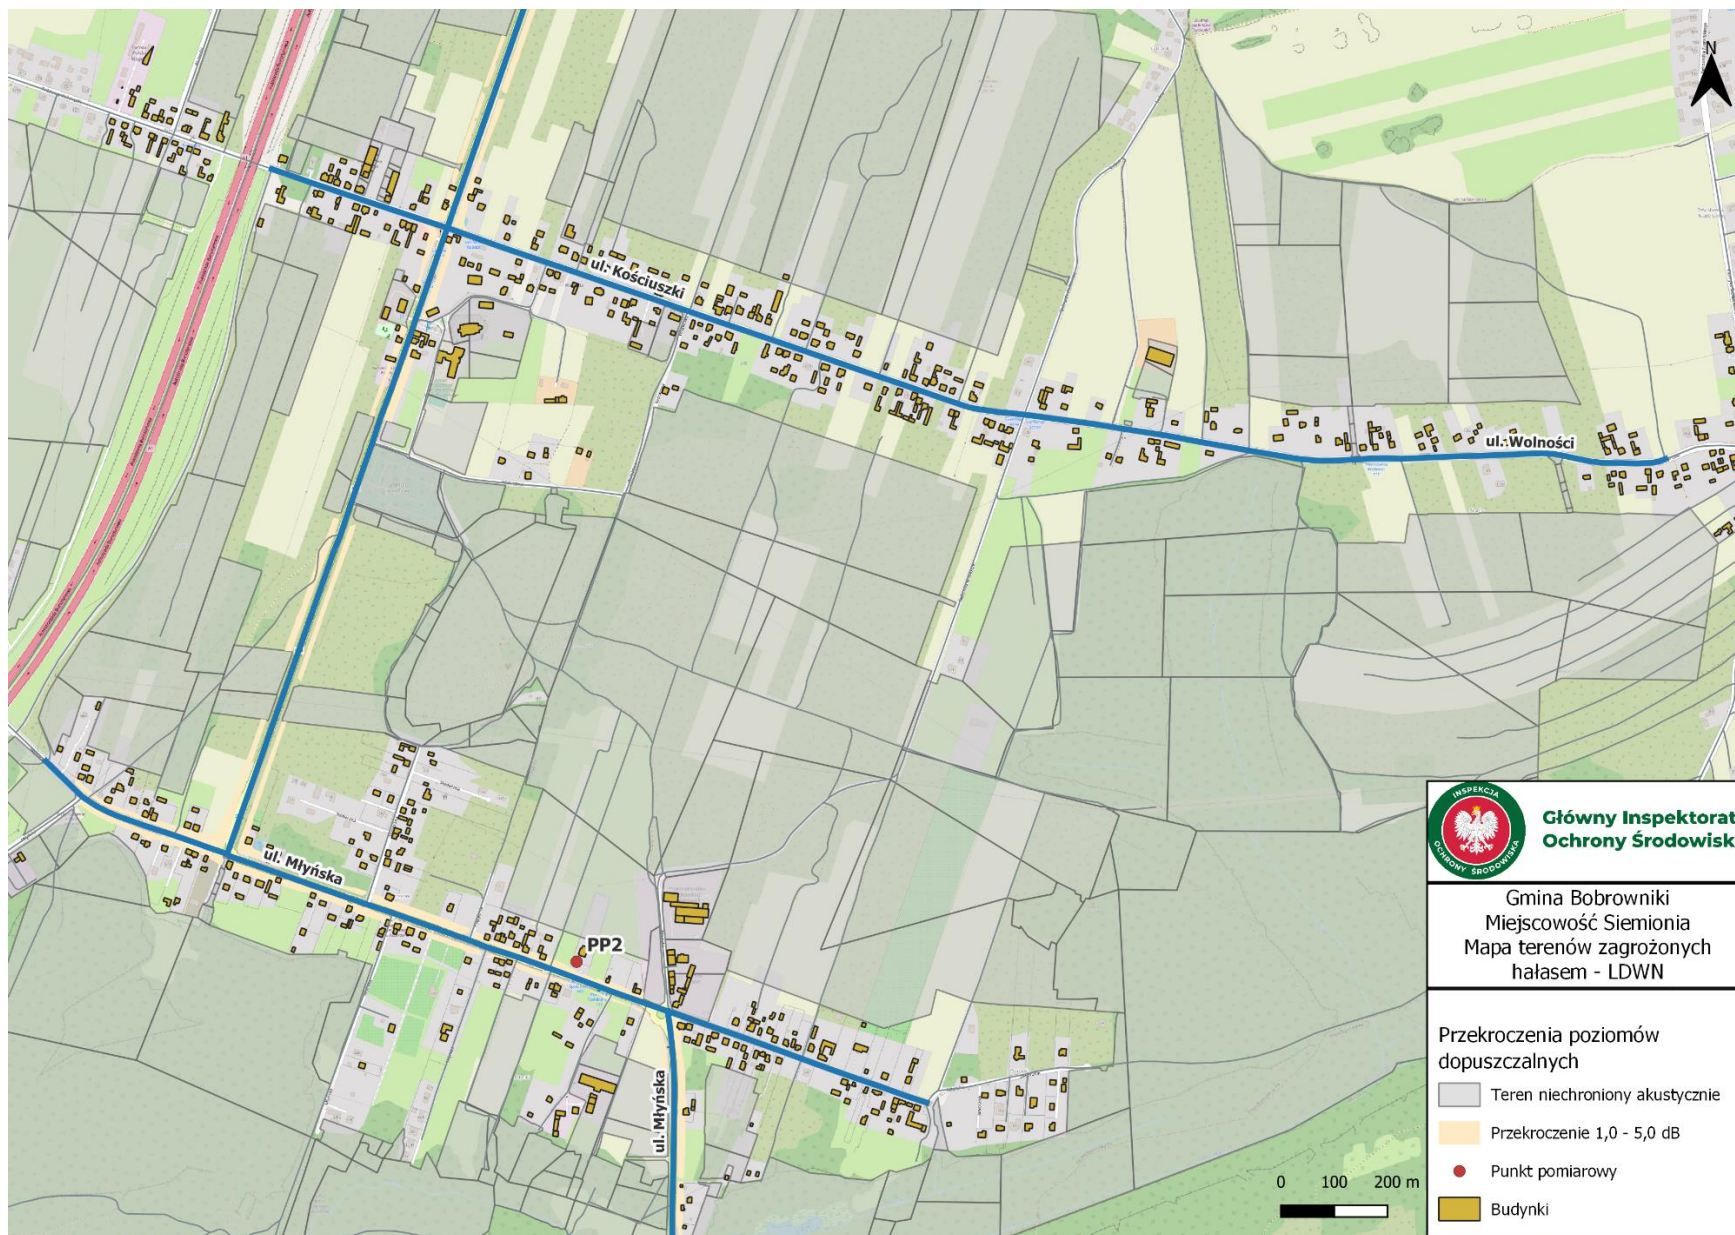 N
ul. Kościuszki
ul. Wolności
ul. Młyńska
PP2
ul. Młyńska
INSPEKCJA
OCHRONY ŚRODOWISKA
Główny Inspektorat
Ochrony Środowisk
Gmina Bobrowniki
Miejscowość Siemionia
Mapa terenów zagrożonych
hałasem - LDWN
Przekroczenia poziomów
dopuszczalnych
Teren niechroniony akustycznie
Przekroczenie 1,0 - 5,0 dB
Punkt pomiarowy
Budynki
0 100 200 m